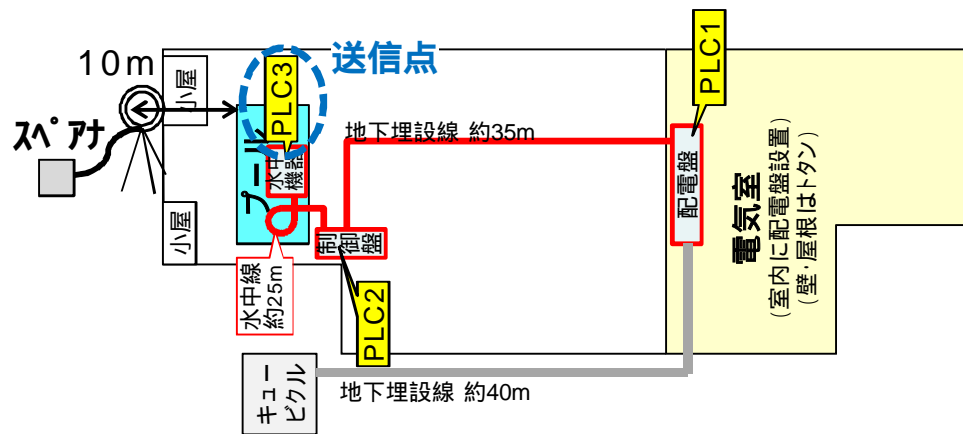 送信点
PLC1
10m
小屋
PLC3
スペアナ
地下埋設線 約35m
プール
水中
機器
配電盤
電気室
(室内に配電盤設置)
(壁・屋根はトタン)
小屋
制御盤
水中線
約25m
PLC2
キュー
ビクル
地下埋設線 約40m